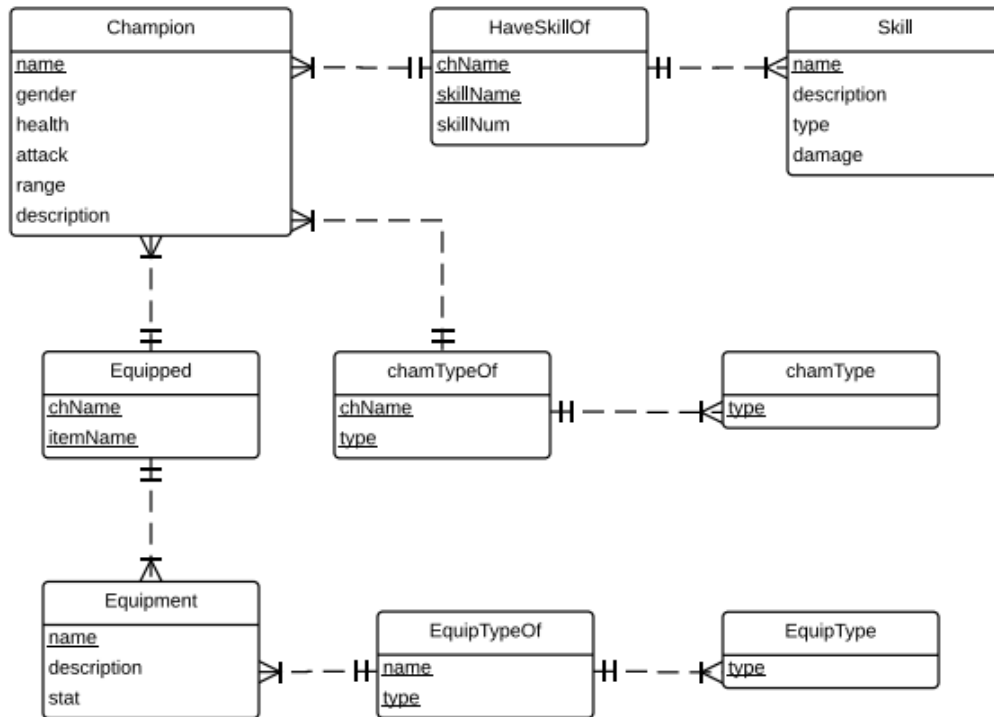 Champion
name
gender
health
attack
range
description
HaveSkillOf
chName
skillName
skillNum
Skill
name
description
type
damage
Equipped
chName
itemName
chamTypeOf
chName
type
chamType
type
Equipment
name
description
stat
EquipTypeOf
name
type
EquipType
type